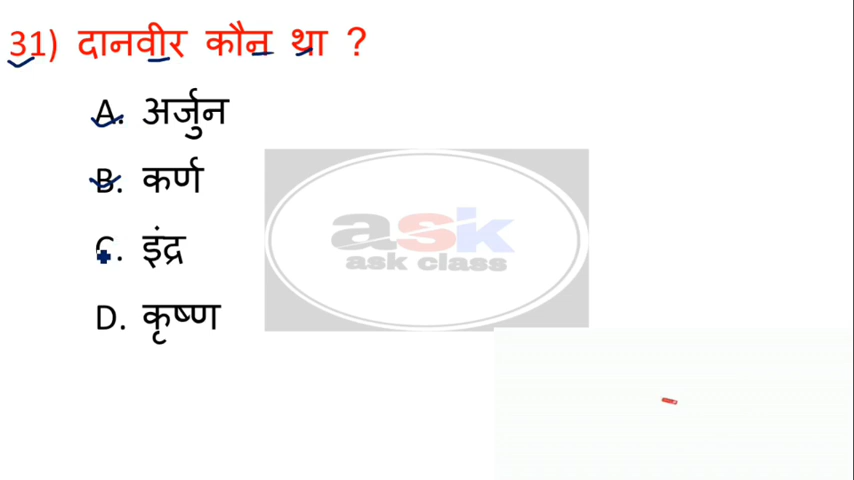 31) दानवीर कौन था ?
A. अर्जुन
B. कर्ण
C. इंद्र
D. कृष्ण
ask
ask class